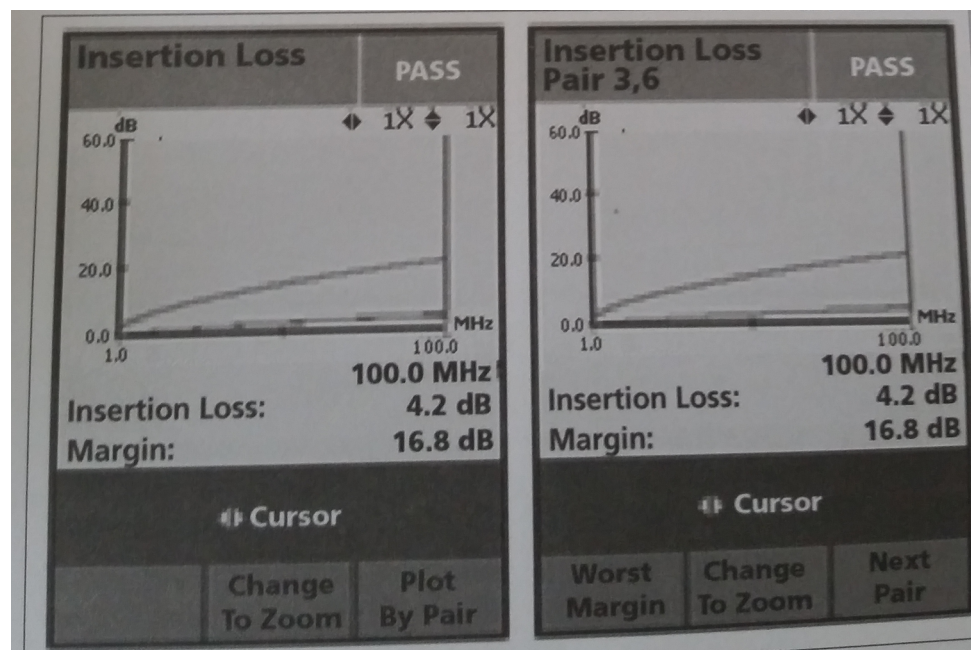 Insertion Loss
PASS
1X 1X
dB
60.0
40.0
20.0
0.0
MHz
1.0
100.0
100.0 MHz
Insertion Loss: 4.2 dB
Margin: 16.8 dB
Cursor
Change To Zoom
Plot By Pair
Insertion Loss
Pair 3,6
PASS
1X 1X
dB
60.0
40.0
20.0
0.0
MHz
1.0
100.0
100.0 MHz
Insertion Loss: 4.2 dB
Margin: 16.8 dB
Cursor
Worst Margin
Change To Zoom
Next Pair